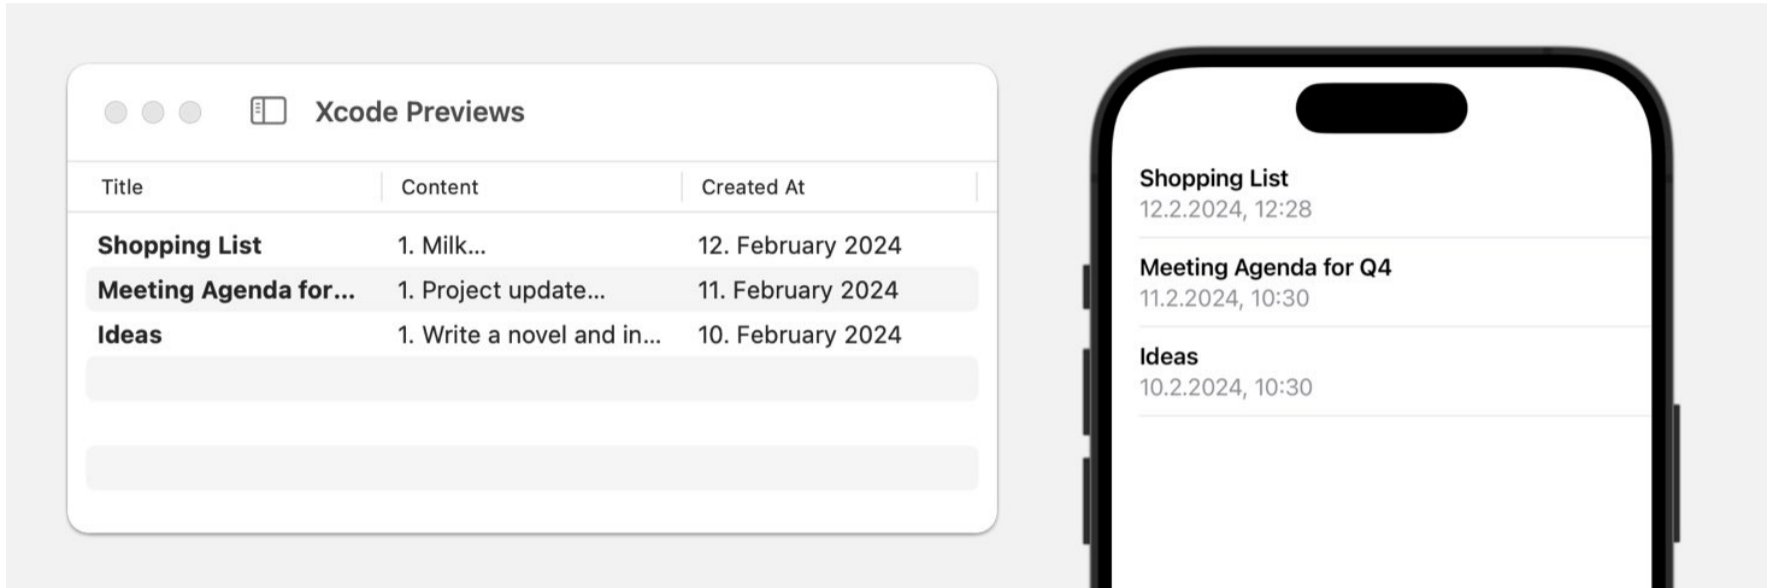 Xcode Previews
Title Content Created At
Shopping List 1. Milk... 12. February 2024
Meeting Agenda for... 1. Project update... 11. February 2024
Ideas 1. Write a novel and in... 10. February 2024
Shopping List
12.2.2024, 12:28
Meeting Agenda for Q4
11.2.2024, 10:30
Ideas
10.2.2024, 10:30